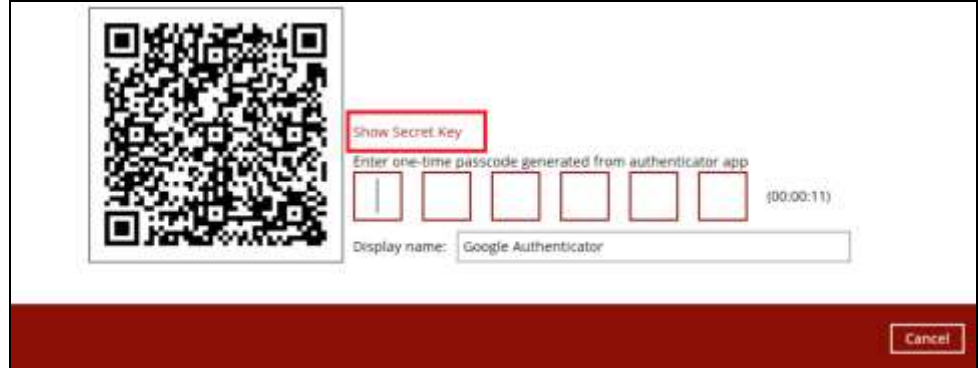 Show Secret Key
Enter one-time passcode generated from authenticator app
(00:00:11)
Display name: Google Authenticator
Cancel